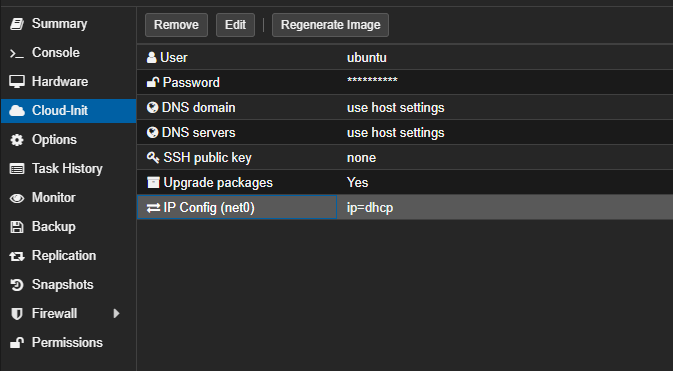 Summary
Console
Hardware
Cloud-Init
Options
Task History
Monitor
Backup
Replication
Snapshots
Firewall
Permissions
Remove Edit Regenerate Image
User ubuntu
Password **********
DNS domain use host settings
DNS servers use host settings
SSH public key none
Upgrade packages Yes
IP Config (net0) ip=dhcp